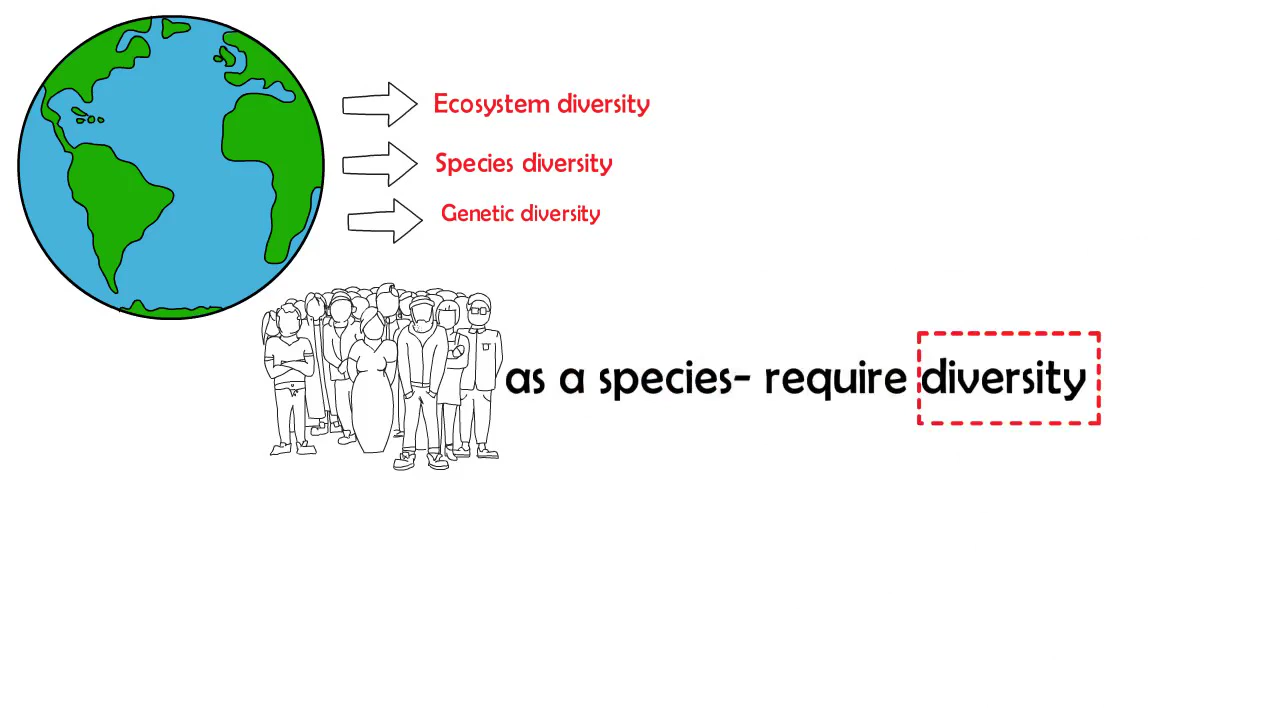 Ecosystem diversity
Species diversity
Genetic diversity
as a species- require diversity